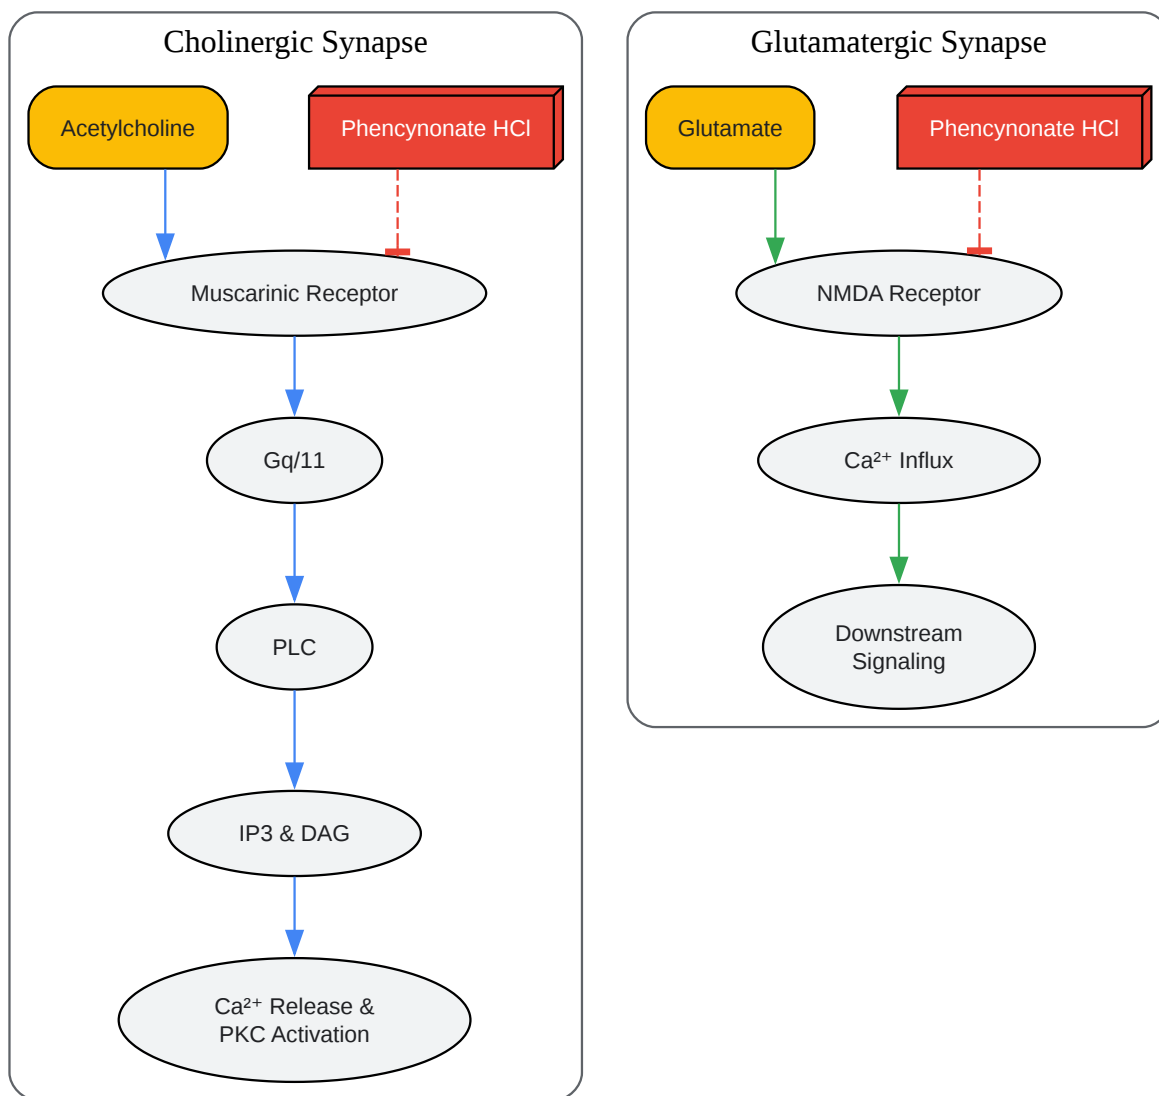 Cholinergic Synapse
Acetylcholine
Phencynonate HCl
Muscarinic Receptor
Gq/11
PLC
IP3 & DAG
Ca²⁺ Release &
PKC Activation
Glutamatergic Synapse
Glutamate
Phencynonate HCl
NMDA Receptor
Ca²⁺ Influx
Downstream
Signaling